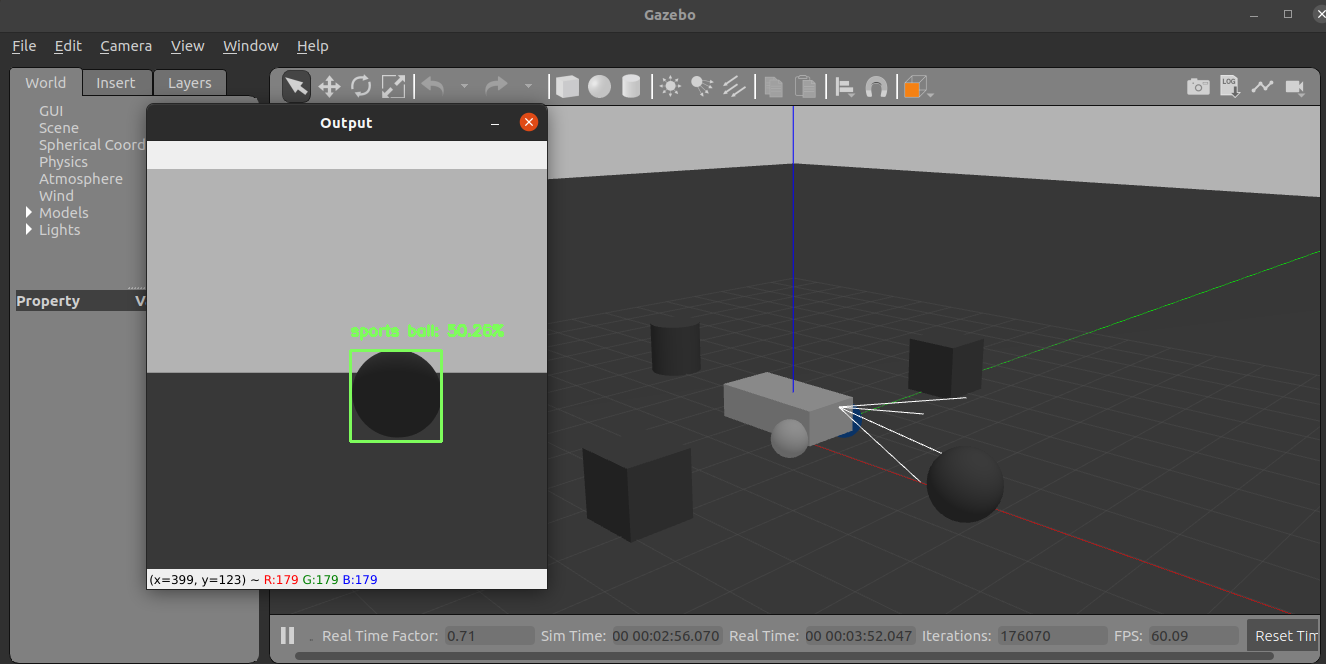 Gazebo
File Edit Camera View Window Help
World Insert Layers
LOG
GUI
Scene
Spherical Coord
Physics
Atmosphere
Wind
Models
Lights
Property V
Output
sports ball: 50.26%
(x=399, y=123) ~ R:179 G:179 B:179
Real Time Factor: 0.71 Sim Time: 00 00:02:56.070 Real Time: 00 00:03:52.047 Iterations: 176070 FPS: 60.09 Reset Tim